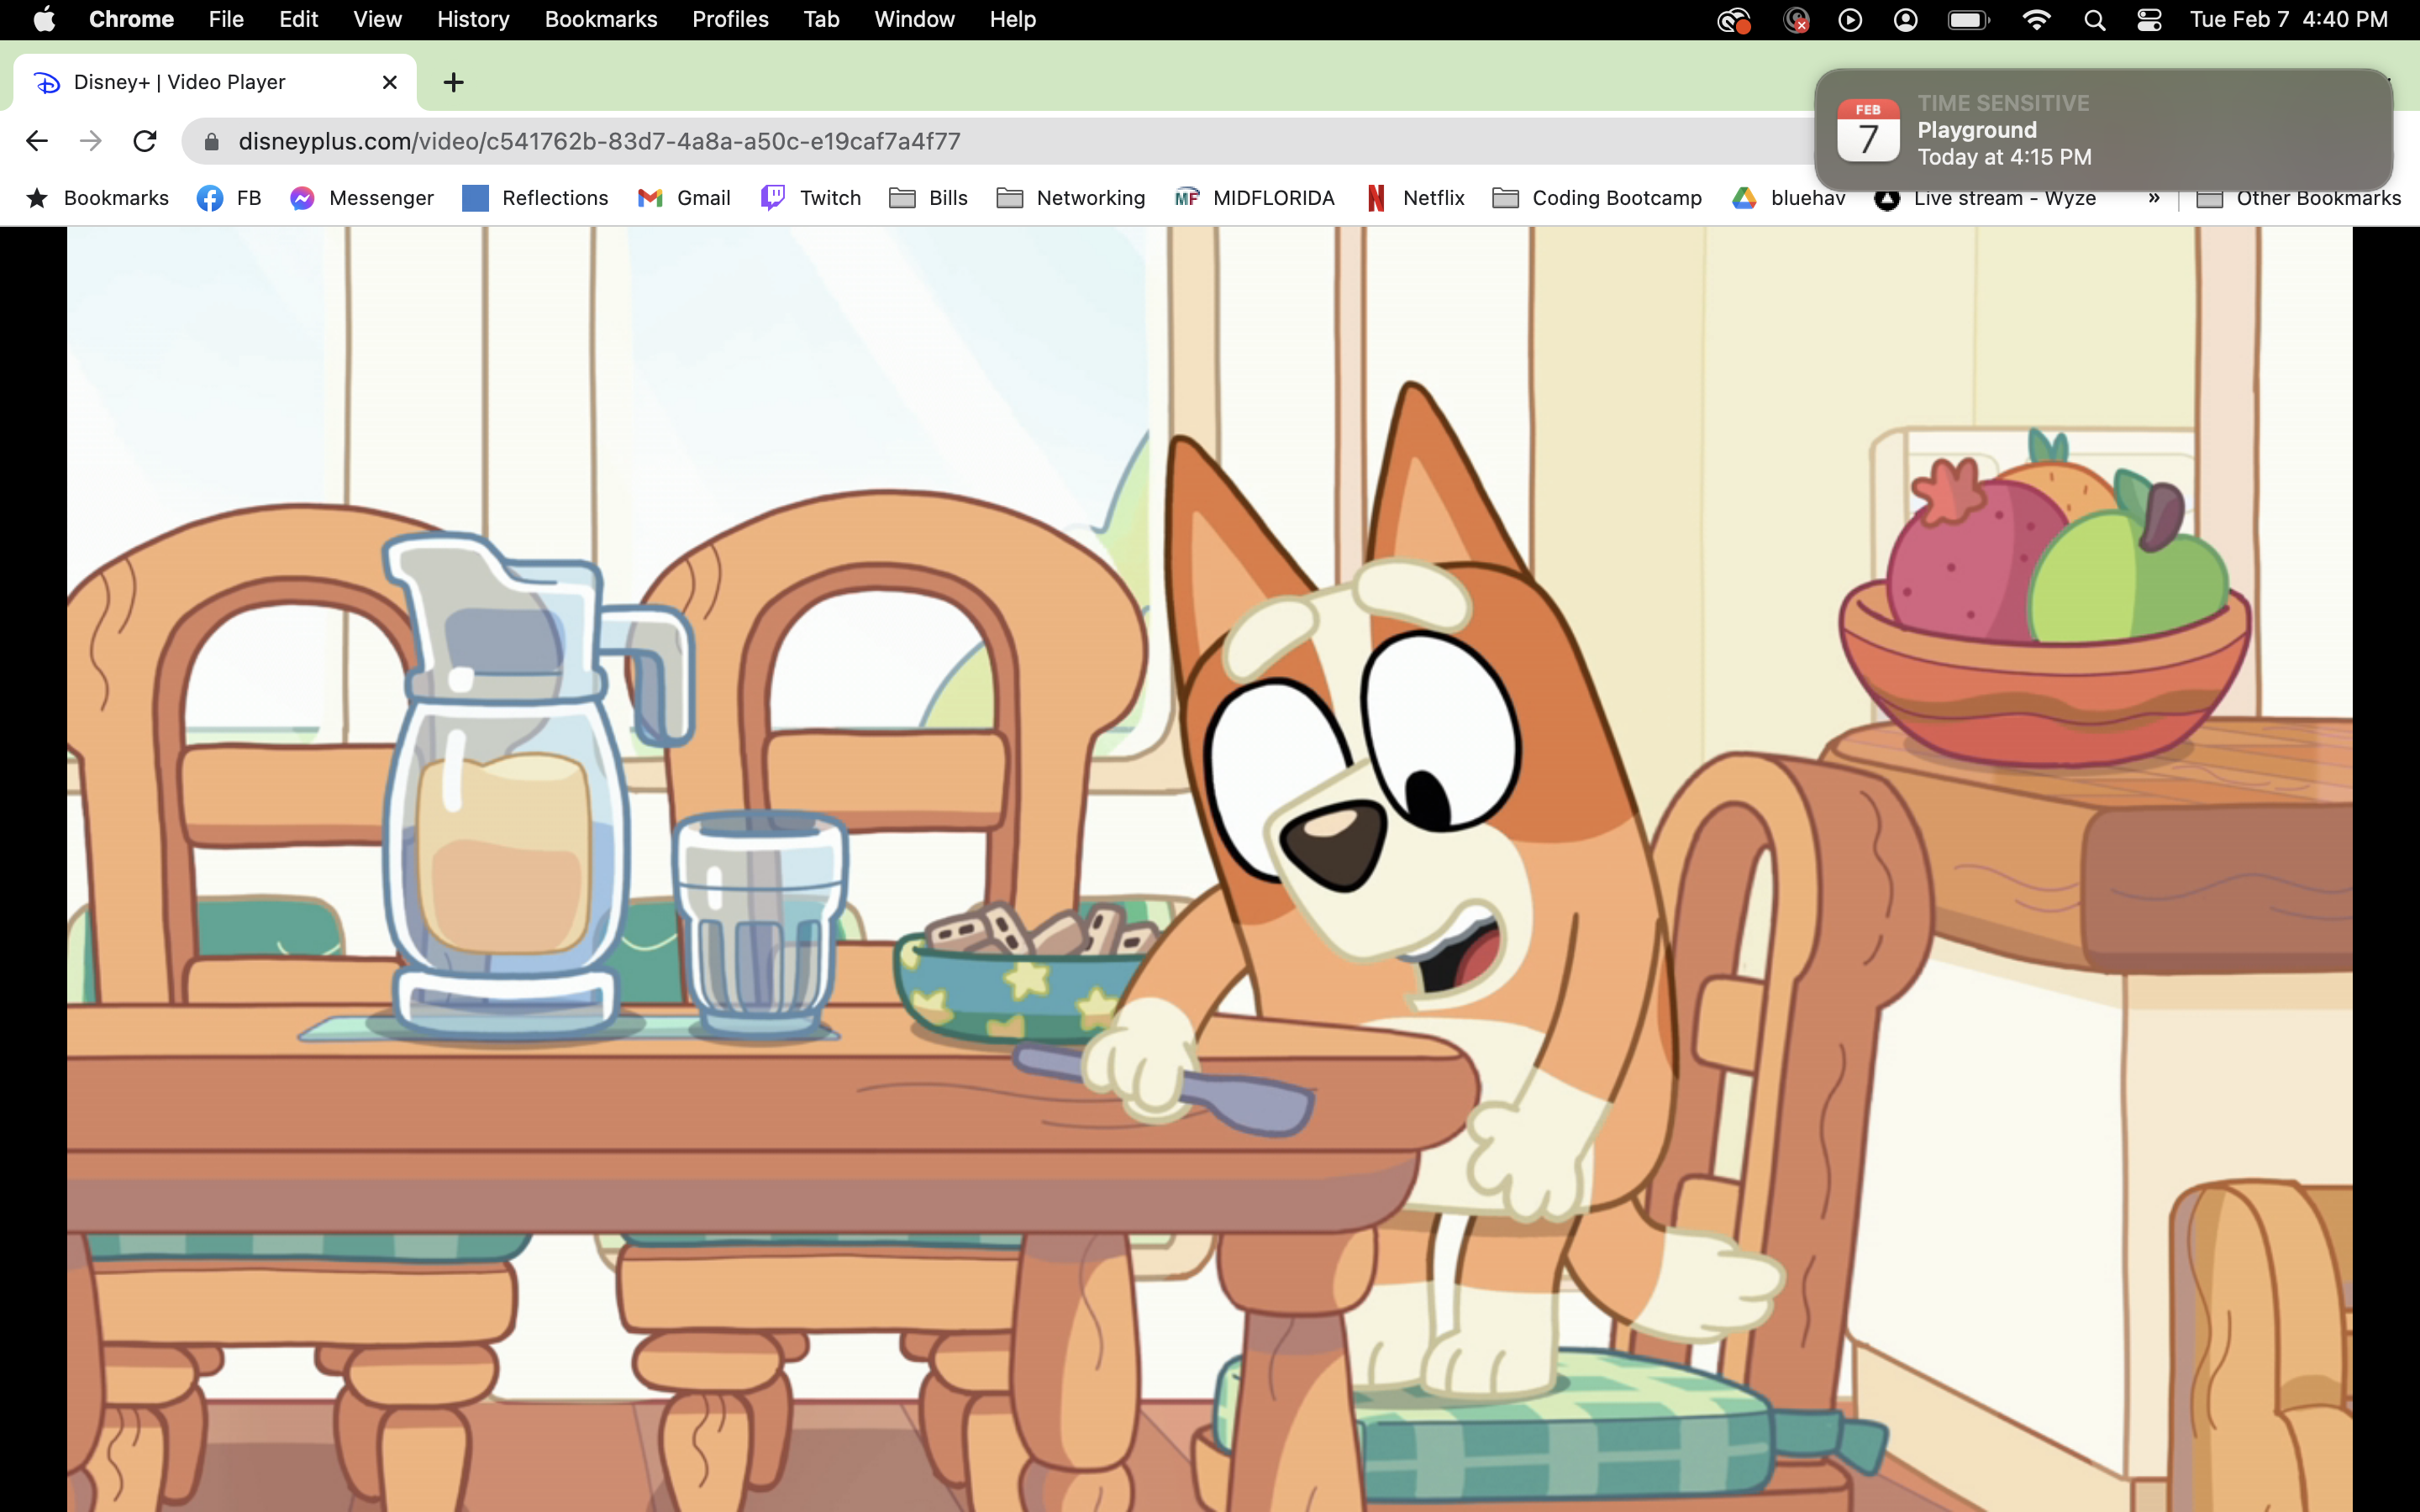 Chrome File Edit View History Bookmarks Profiles Tab Window Help Tue Feb 7 4:40 PM
Disney+ | Video Player
TIME SENSITIVE
FEB
7
Playground
Today at 4:15 PM
disneyplus.com/video/c541762b-83d7-4a8a-a50c-e19caf7a4f77
Bookmarks FB Messenger Reflections Gmail Twitch Bills Networking MF MIDFLORIDA Netflix Coding Bootcamp bluehav Live stream - Wyze » Other Bookmarks